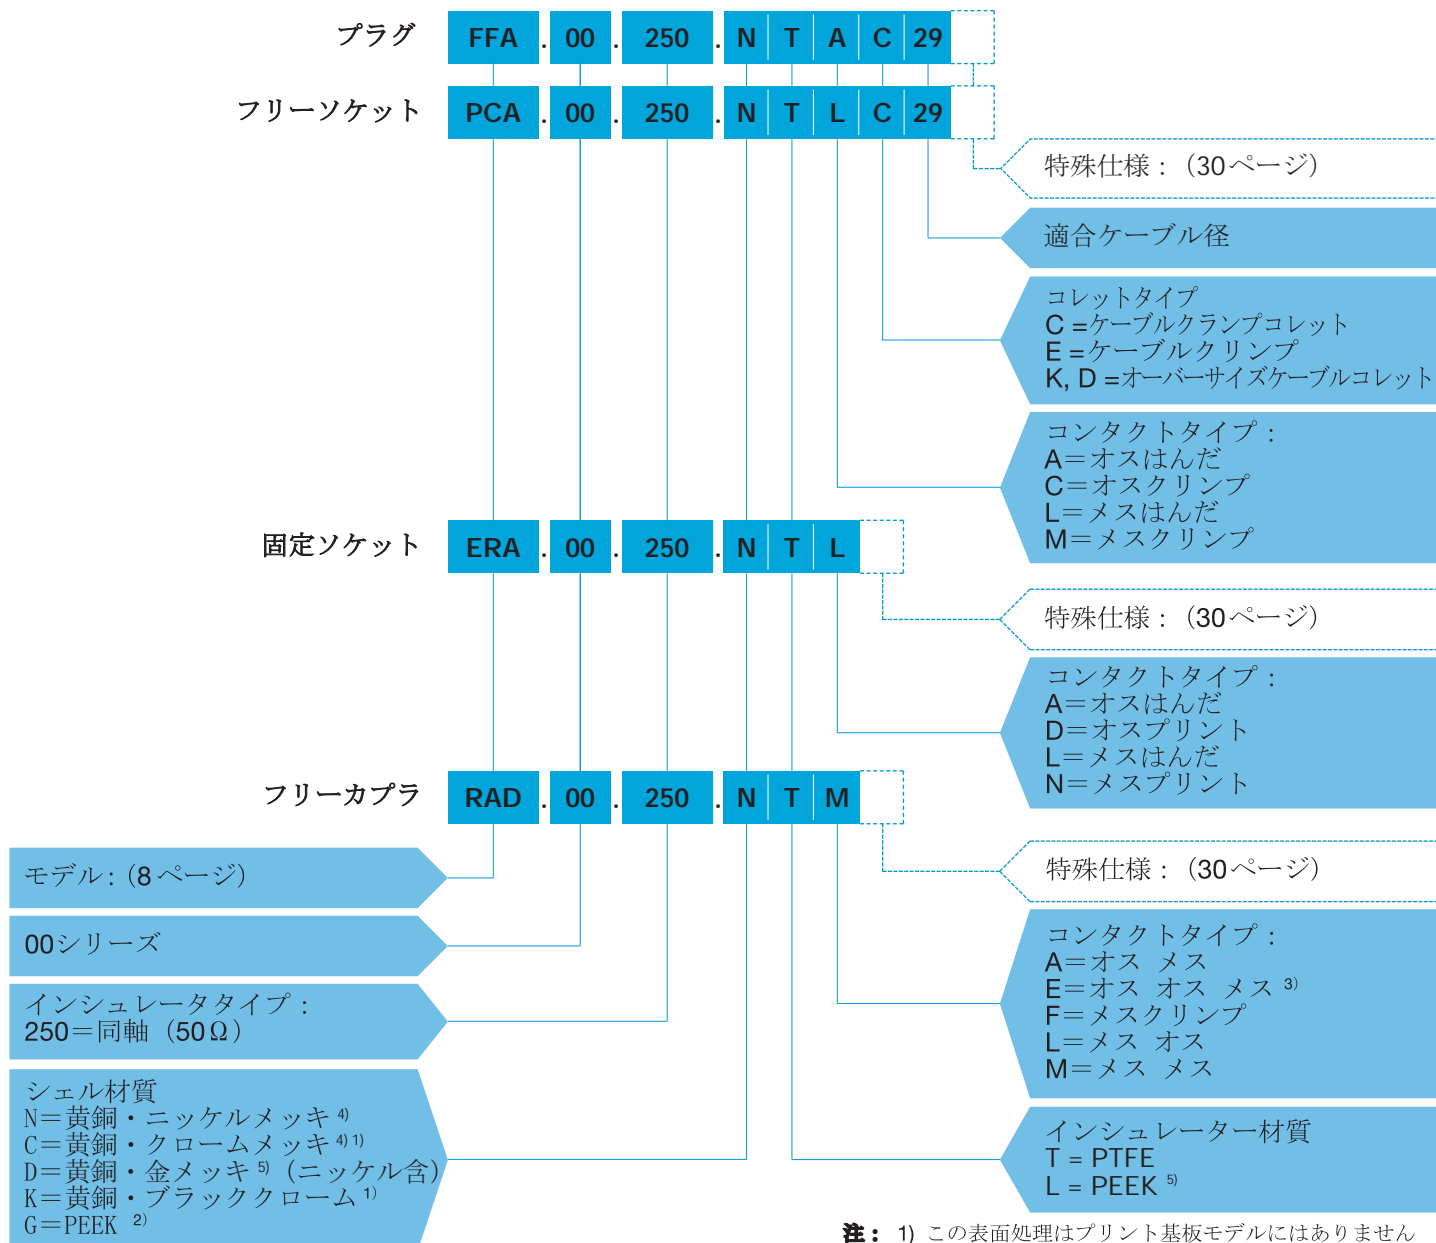 プラグ FFA . 00 . 250 . N T A C 29
フリーソケット PCA . 00 . 250 . N T L C 29
特殊仕様：（30ページ）
適合ケーブル径
コレットタイプ
C =ケーブルクランプコレット
E =ケーブルクリンプ
K, D =オーバーサイズケーブルコレット
コンタクトタイプ：
A＝オスはんだ
C＝オスクリンプ
L＝メスはんだ
M＝メスクリンプ
固定ソケット ERA . 00 . 250 . N T L
特殊仕様：（30ページ）
コンタクトタイプ：
A＝オスはんだ
D＝オスプリント
L＝メスはんだ
N＝メスプリント
フリーカプラ RAD . 00 . 250 . N T M
特殊仕様：（30ページ）
コンタクトタイプ：
A＝オス メス
E＝オス オス メス 3)
F＝メスクリンプ
L＝メス オス
M＝メス メス
インシュレーター材質
T = PTFE
L = PEEK 5)
モデル：（8ページ）
00シリーズ
インシュレータタイプ：
250＝同軸（50Ω）
シェル材質
N＝黄銅・ニッケルメッキ 4)
C＝黄銅・クロームメッキ 4) 1)
D＝黄銅・金メッキ 5)（ニッケル含）
K＝黄銅・ブラッククローム 1)
G＝PEEK 2)
注： 1) この表面処理はプリント基板モデルにはありません